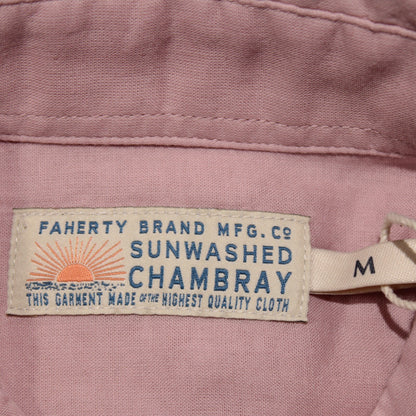 FAHERTY BRAND MFG. CO
SUNWASHED
CHAMBRAY
THIS GARMENT MADE OF THE HIGHEST QUALITY CLOTH
M